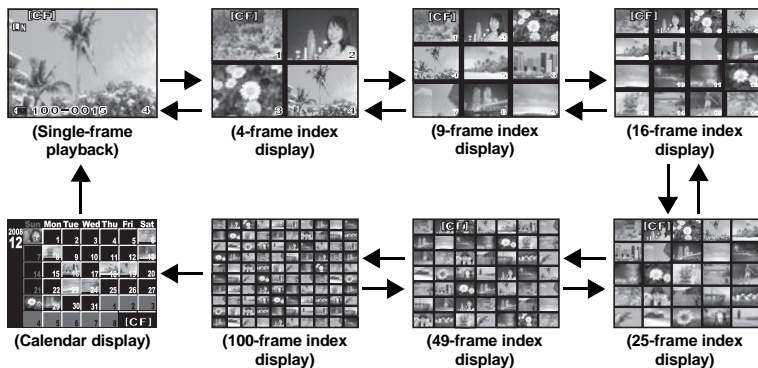 [CF]
LN
100-0015 4
(Single-frame
playback)
[CF]
1 2
3 4
(4-frame index
display)
[CF]
(9-frame index
display)
[CF]
(16-frame index
display)
Sun Mon Tue Wed Thu Fri Sat
2008
12
1 2 3 4 5 6
7 8 9 10 11 12 13
14 15 16 17 18 19 20
21 22 23 24 25 26 27
28 29 30 31 1 2 3
4 5 6 7 8 [CF]
(Calendar display)
(100-frame index
display)
[CF]
(49-frame index
display)
[CF]
(25-frame index
display)